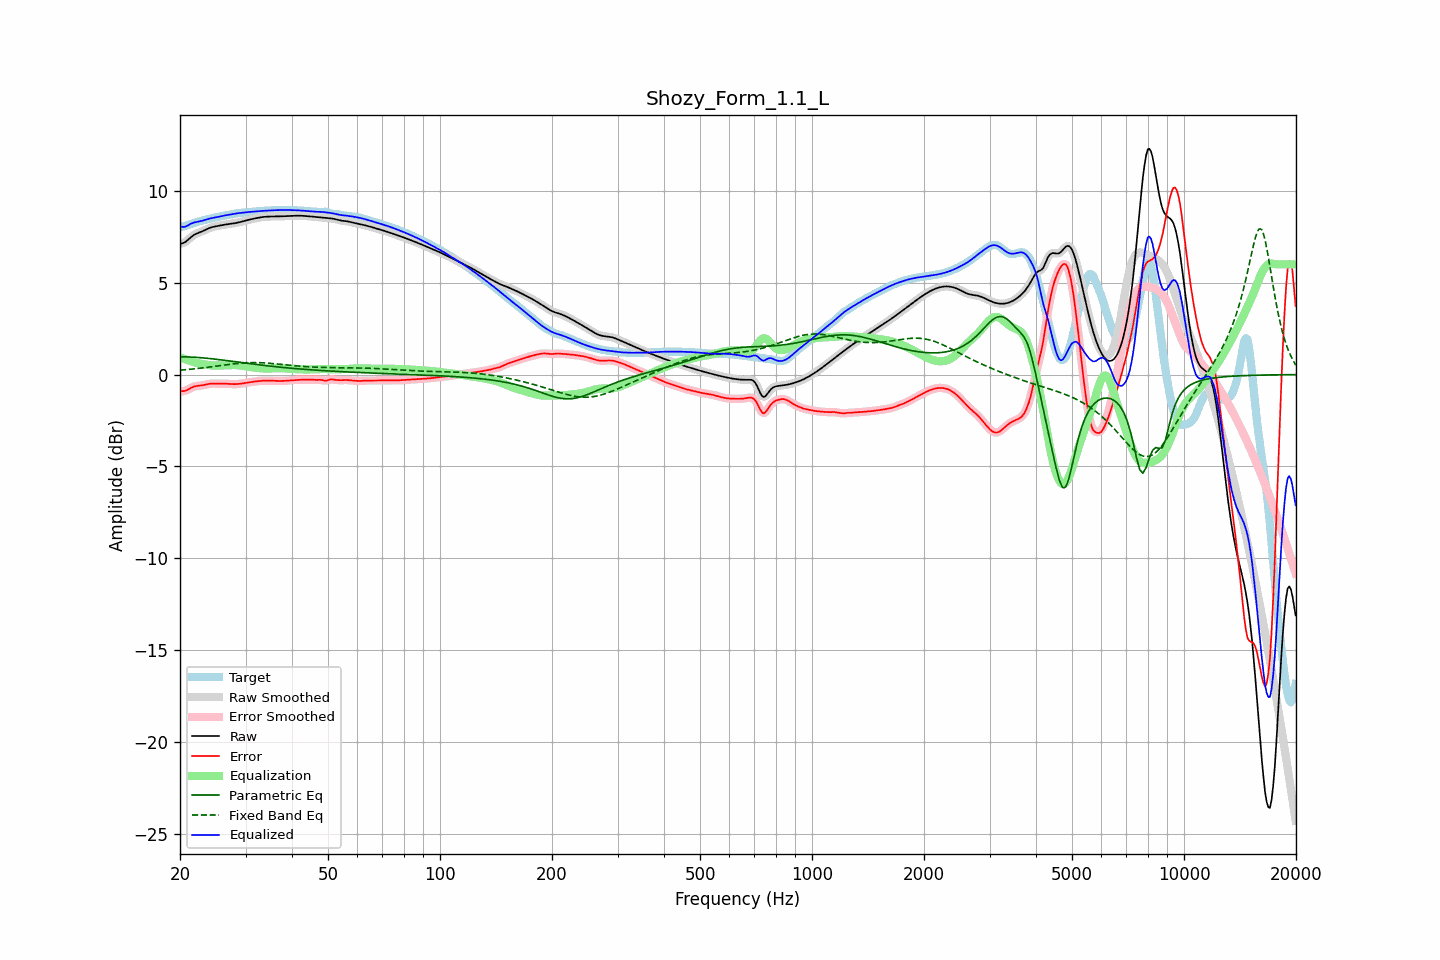 Shozy_Form_1.1_L
Amplitude (dBr)
10
5
0
−5
−10
−15
−20
−25
Target
Raw Smoothed
Error Smoothed
Raw
Error
Equalization
Parametric Eq
Fixed Band Eq
Equalized
20 50 100 200 500 1000 2000 5000 10000 20000
Frequency (Hz)